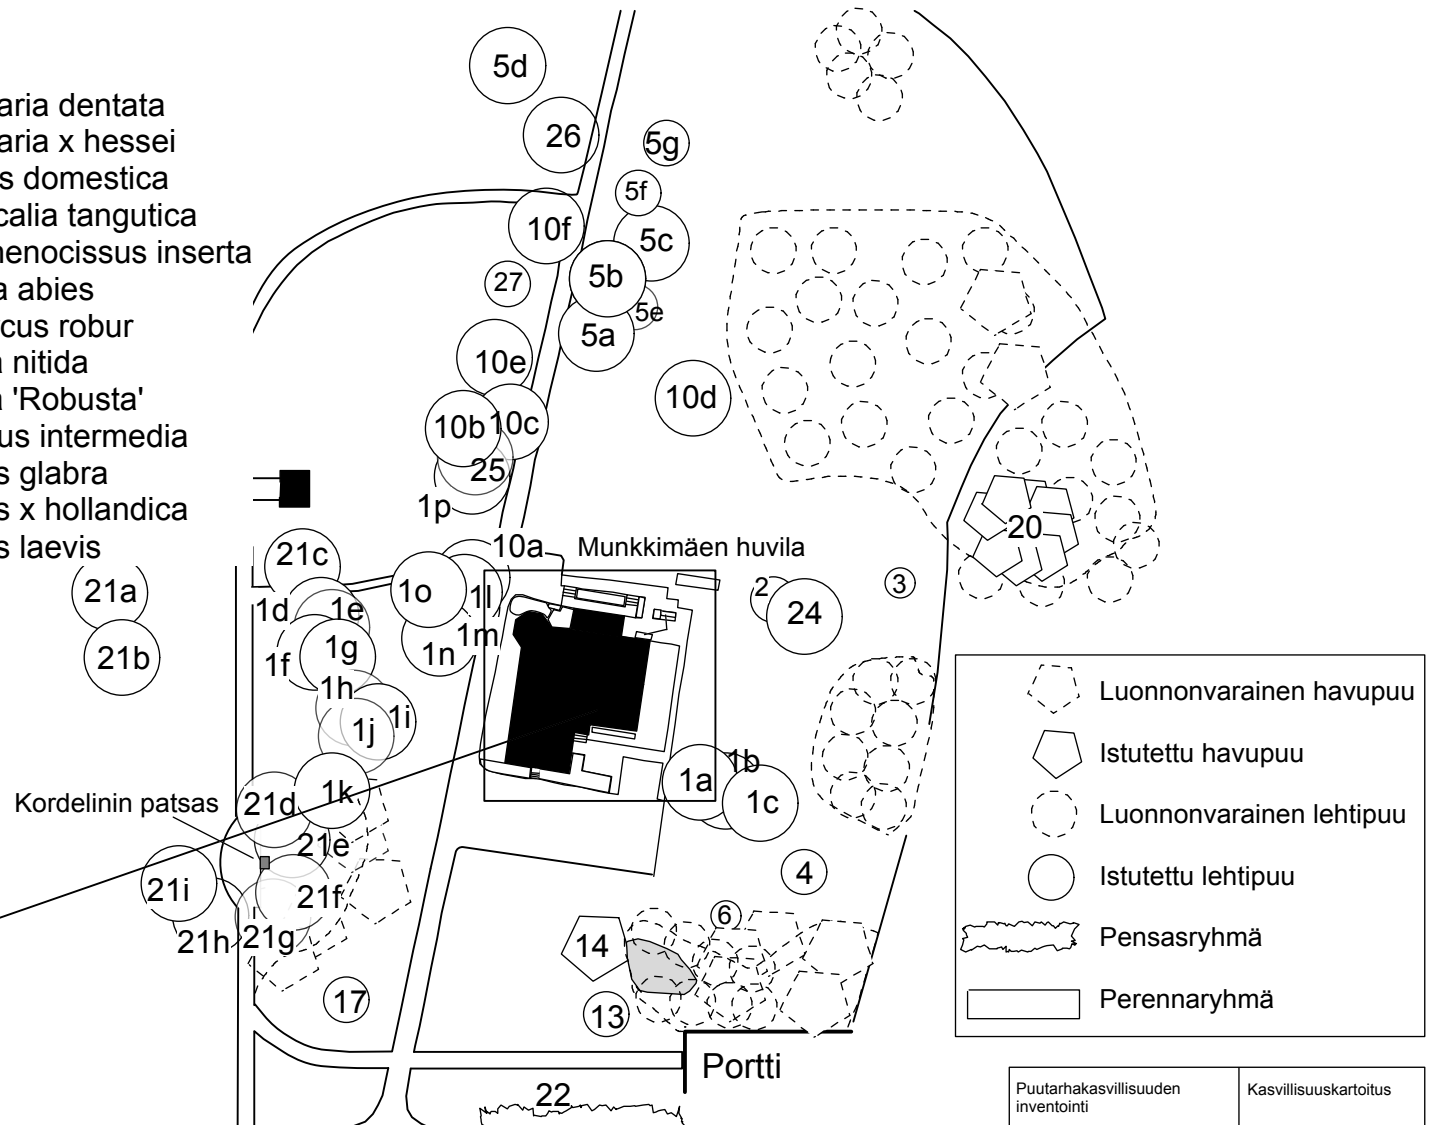 aria dentata
aria x hessei
s domestica
calia tangutica
henocissus inserta
a abies
rcus robur
a nitida
a 'Robusta'
us intermedia
s glabra
s x hollandica
s laevis
5d
26
5g
5f
10f
5c
5b
27
5e
5a
10e
10d
10b
10c
25
1p
20
10a
Munkkimäen huvila
21c
21a
1o
1l
2
3
24
1d
1e
1m
21b
1f
1g
1n
1h
1i
1j
1b
1a
1c
21d
1k
Kordelinin patsas
21e
21i
21f
21h
21g
4
6
14
17
13
Portti
22
Luonnonvarainen havupuu
Istutettu havupuu
Luonnonvarainen lehtipuu
Istutettu lehtipuu
Pensasryhmä
Perennaryhmä
Puutarhakasvillisuuden
inventointi
Kasvillisuuskartoitus